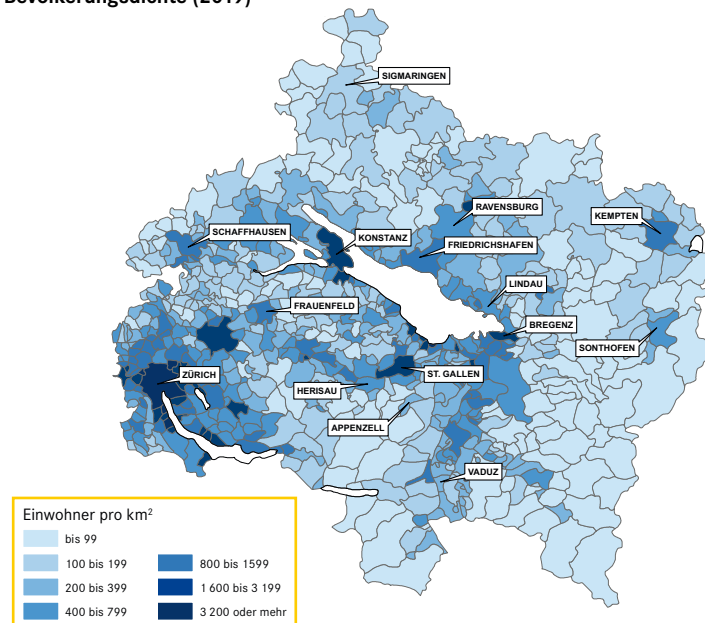 Bevölkerungsdichte (2019)
SIGMARINGEN
RAVENSBURG
KEMPTEN
SCHAFFHAUSEN
KONSTANZ
FRIEDRICHSHAFEN
LINDAU
FRAUENFELD
BREGENZ
SONTHOFEN
ZÜRICH
ST. GALLEN
HERISAU
APPENZELL
VADUZ
Einwohner pro km²
bis 99
100 bis 199
200 bis 399
400 bis 799
800 bis 1599
1 600 bis 3 199
3 200 oder mehr